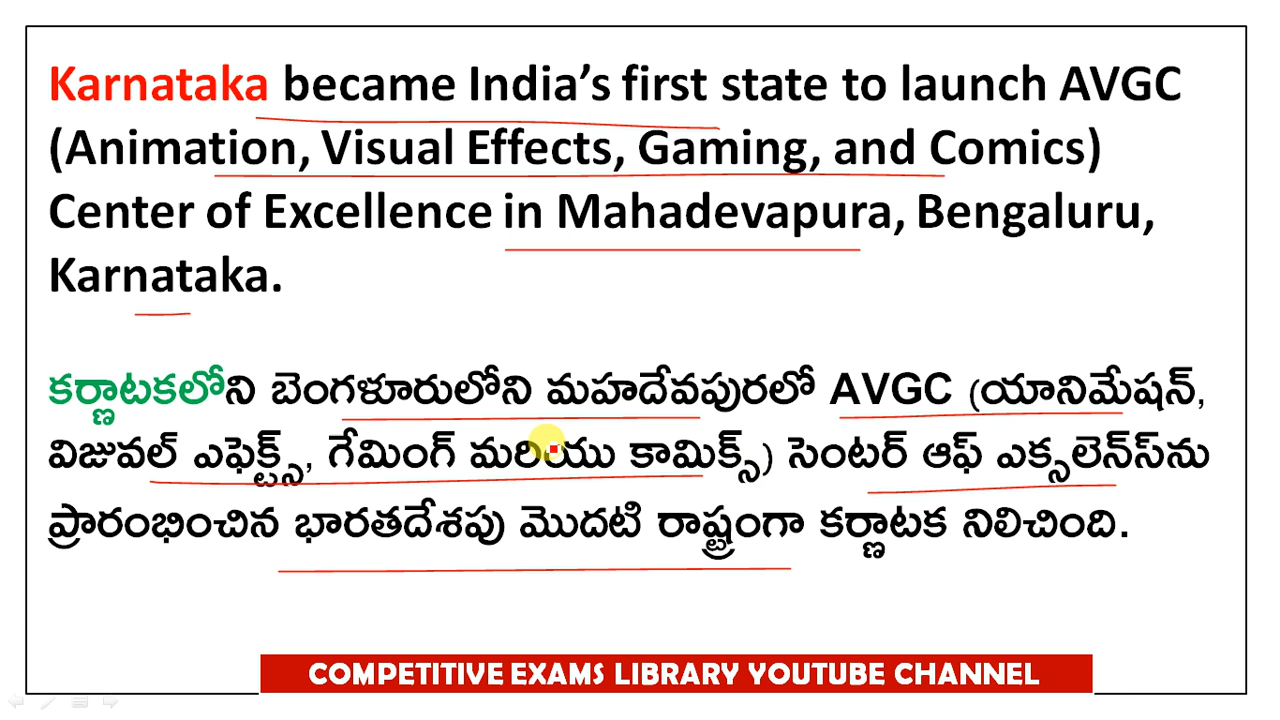 Karnataka became India’s first state to launch AVGC
(Animation, Visual Effects, Gaming, and Comics)
Center of Excellence in Mahadevapura, Bengaluru,
Karnataka.
కర్ణాటకలోని బెంగళూరులోని మహదేవపురలో AVGC (యానిమేషన్,
విజువల్ ఎఫెక్ట్స్, గేమింగ్ మరియు కామిక్స్) సెంటర్ ఆఫ్ ఎక్సలెన్స్‌ను
ప్రారంభించిన భారతదేశపు మొదటి రాష్ట్రంగా కర్ణాటక నిలిచింది.
COMPETITIVE EXAMS LIBRARY YOUTUBE CHANNEL